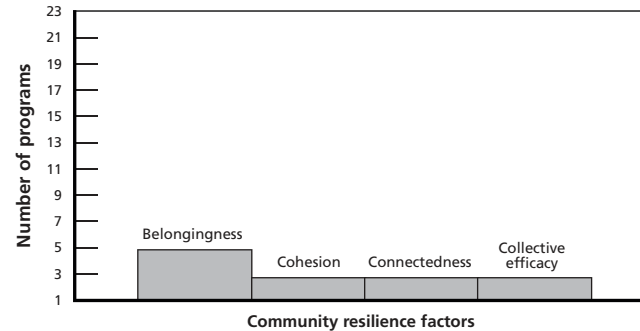 Number of programs
23
21
19
17
15
13
11
9
7
5
3
1
Belongingness
Cohesion
Connectedness
Collective
efficacy
Community resilience factors